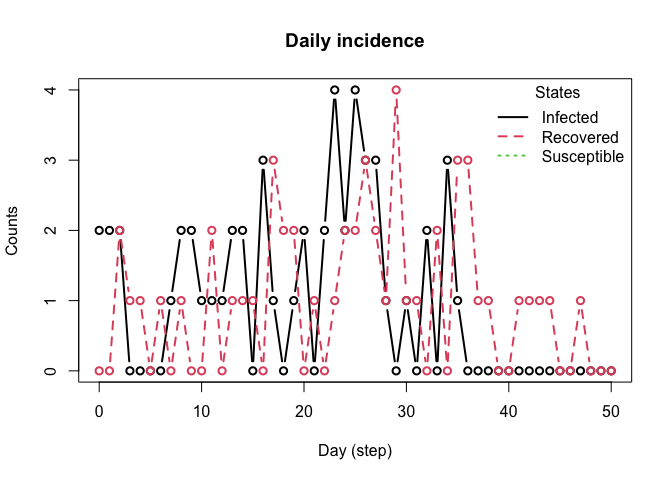 Daily incidence
States
Infected
Recovered
Susceptible
Counts
4
3
2
1
0
0 10 20 30 40 50
Day (step)